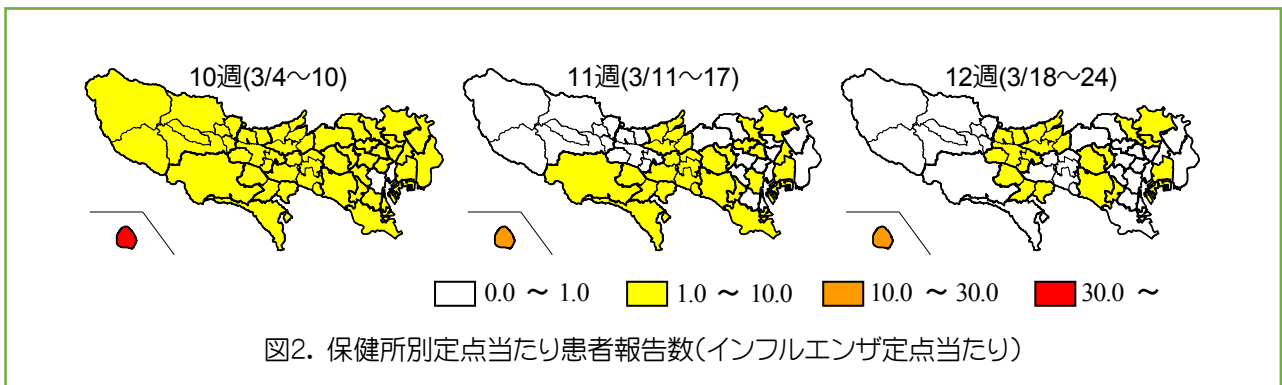 10週(3/4～10)
11週(3/11～17)
12週(3/18～24)
0.0 ～ 1.0
1.0 ～ 10.0
10.0 ～ 30.0
30.0 ～
図2. 保健所別定点当たり患者報告数(インフルエンザ定点当たり)